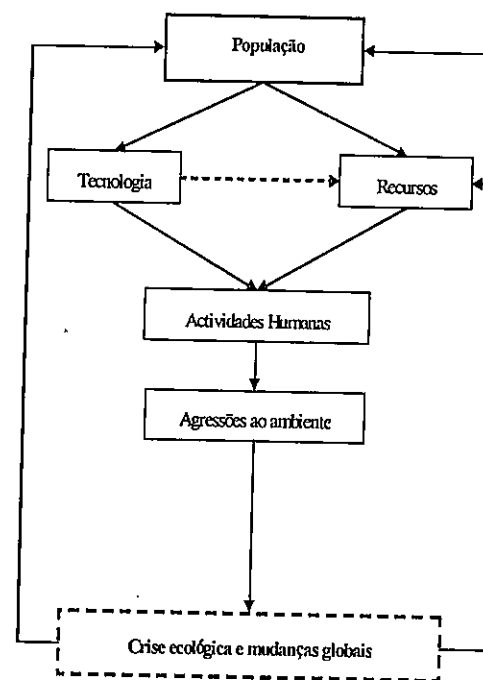 População
Tecnologia
Recursos
Actividades Humanas
Agressões ao ambiente
Crise ecológica e mudanças globais